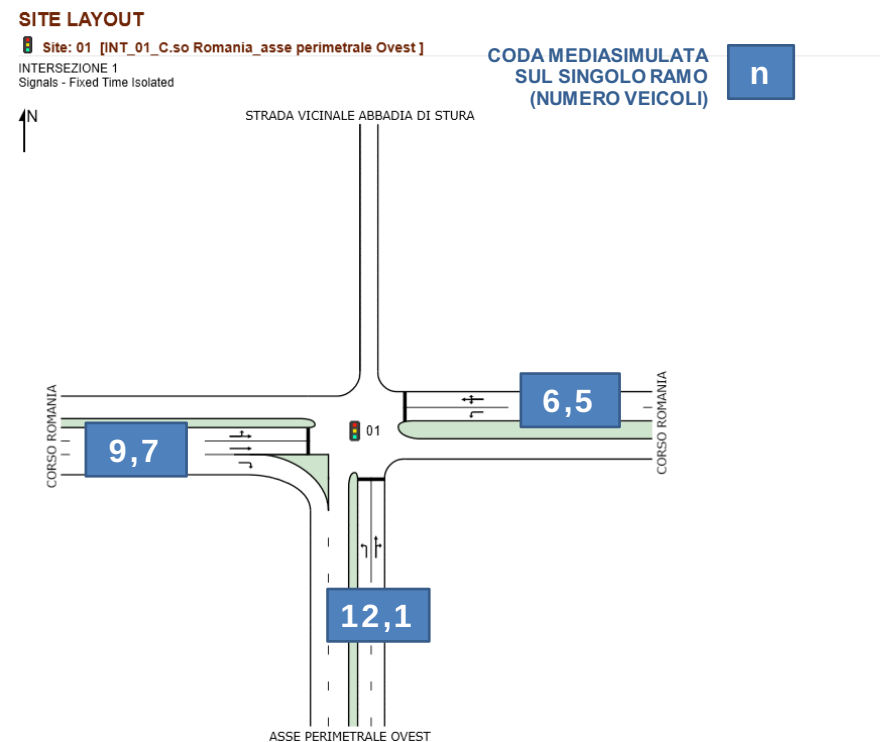 SITE LAYOUT
Site: 01 [INT_01_C.so Romania_asse perimetrale Ovest ]
INTERSEZIONE 1
Signals - Fixed Time Isolated
CODA MEDIASIMULATA
SUL SINGOLO RAMO
(NUMERO VEICOLI)
n
N
STRADA VICINALE ABBADIA DI STURA
CORSO ROMANIA
6,5
CORSO ROMANIA
9,7
01
12,1
ASSE PERIMETRALE OVEST